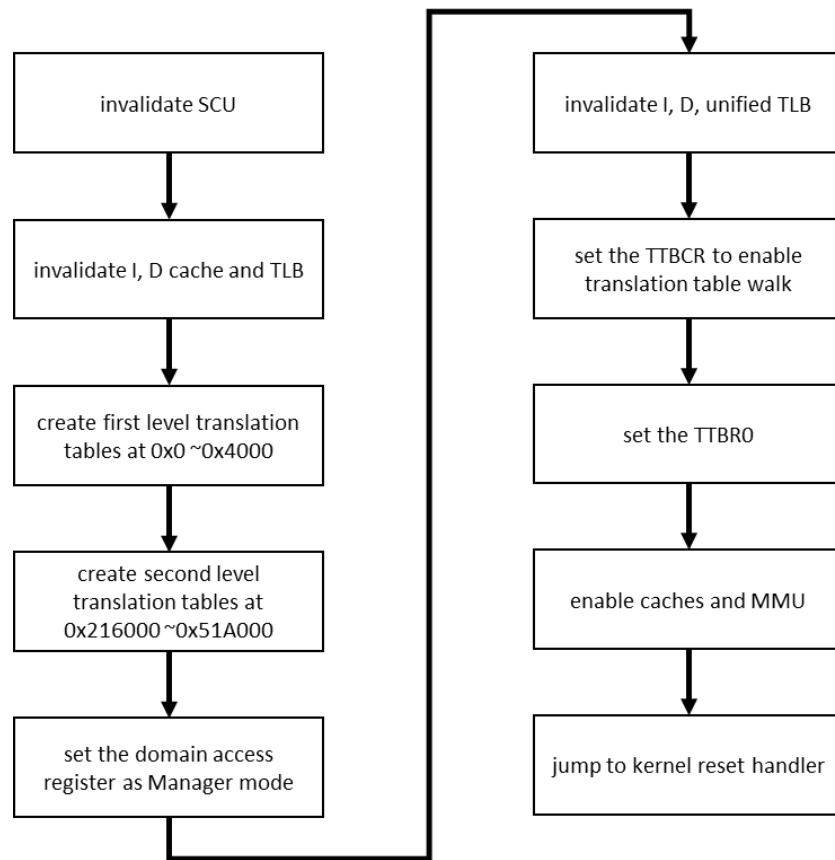 invalidate SCU
invalidate I, D cache and TLB
create first level translation
tables at 0x0 ~0x4000
create second level
translation tables at
0x216000 ~0x51A000
set the domain access
register as Manager mode
invalidate I, D, unified TLB
set the TTBCR to enable
translation table walk
set the TTBR0
enable caches and MMU
jump to kernel reset handler